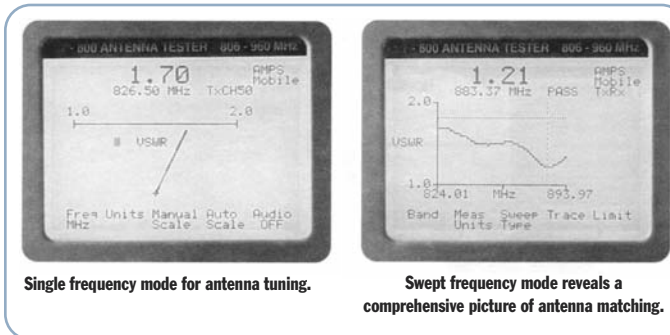 - 800 ANTENNA TESTER 806 - 960 MHz
1.70
AMPS
Mobile
826.50 MHz TxCH50
1.0 2.0
VSWR
Freq Units Manual Auto Audio
MHz Scale Scale OFF
Single frequency mode for antenna tuning.
- 800 ANTENNA TESTER 806 - 960 MHz
1.21
AMPS
Mobile
883.37 MHz PASS TxRx
2.0
VSWR
1.0
824.01 MHz 893.97
Band Meas Sweep Trace Limit
Units Type
Swept frequency mode reveals a
comprehensive picture of antenna matching.